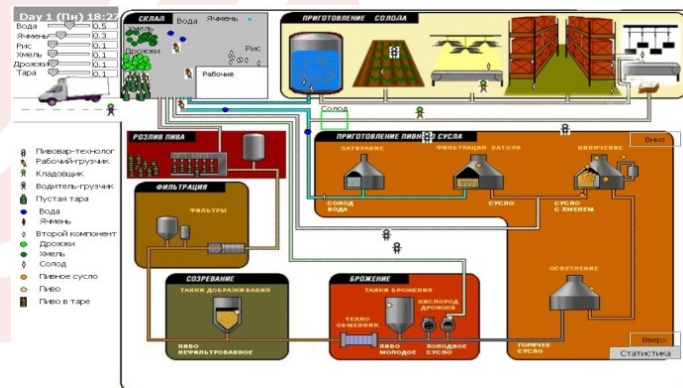 Day 1 (Пн) 18:27
Вода 0.5
Ячмень 0.3
Рис 0.1
Хмель 0.1
Дрожжи 0.1
Тара 0.1
СКЛАД
Хмель
Дрожжи
Вода
Ячмень
Рис
Рабочие
ПРИГОТОВЛЕНИЕ СОЛОДА
Солод
Пивовар-технолог
Рабочий-грузчик
Кладовщик
Водитель-грузчик
Пустая тара
Вода
Ячмень
Второй компонент
Дрожжи
Хмель
Солод
Пивное сусло
Пиво
Пиво в таре
РОЗЛИВ ПИВА
ПРИГОТОВЛЕНИЕ ПИВНОГО СУСЛА
Вниз
ЗАТИРАНИЕ
ФИЛЬТРАЦИЯ ЗАТОРА
КИПЯЧЕНИЕ
СОЛОД
ВОДА
СУСЛО
СУСЛО
С ХМЕЛЕМ
ФИЛЬТРАЦИЯ
ФИЛЬТРЫ
СОЗРЕВАНИЕ
ТАНКИ ДОБРАЖИВАНИЯ
ПИВО
НЕФИЛЬТРОВАННОЕ
БРОЖЕНИЕ
ТАНКИ БРОЖЕНИЯ
КИСЛОРОД
ДРОЖЖИ
ТЕПЛО
ОБМЕННИК
ПИВО
МОЛОДОЕ
ХОЛОДНОЕ
СУСЛО
ОСВЕТЛЕНИЕ
ГОРЯЧЕЕ
СУСЛО
Вверх
Статистика